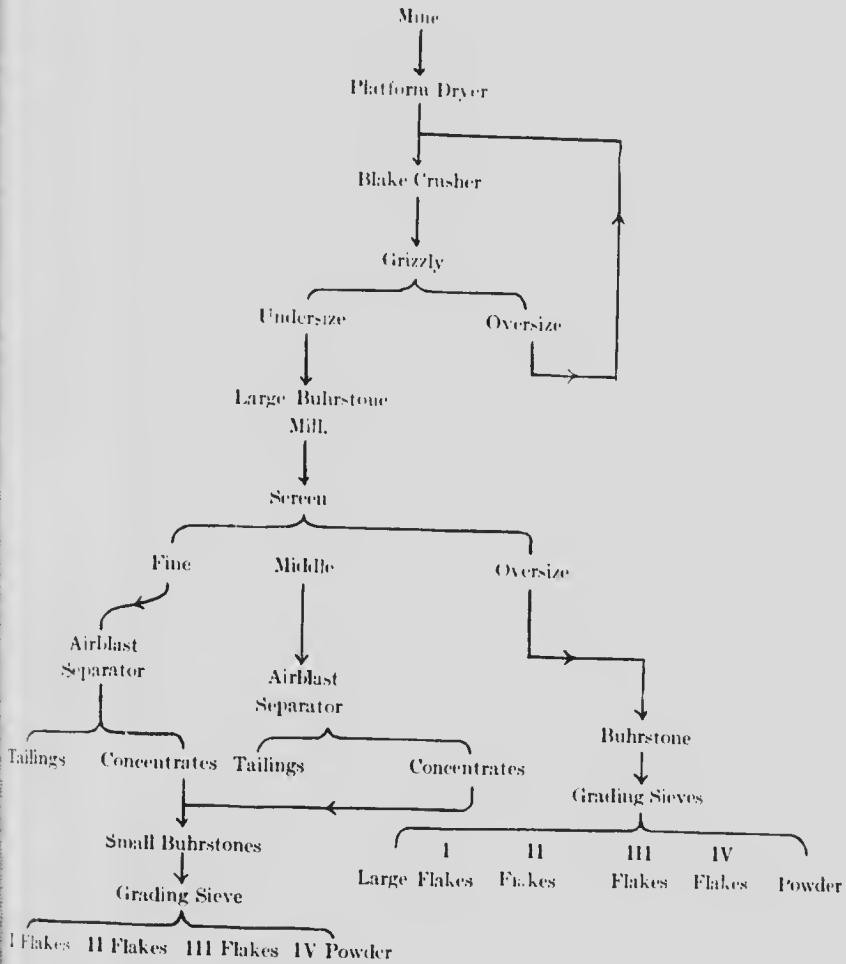 Mine
Platform Dryer
Blake Crusher
Grizzly
Undersize Oversize
Large Buhrstone
Mill.
Screen
Fine Middle Oversize
Airblast
Separator
Airblast
Separator
Buhrstone
Tailings Concentrates Tailings Concentrates
Grading Sieves
Small Buhrstones
I II III IV
Large Flakes Flakes Flakes Flakes Powder
Grading Sieve
I Flakes II Flakes III Flakes IV Powder